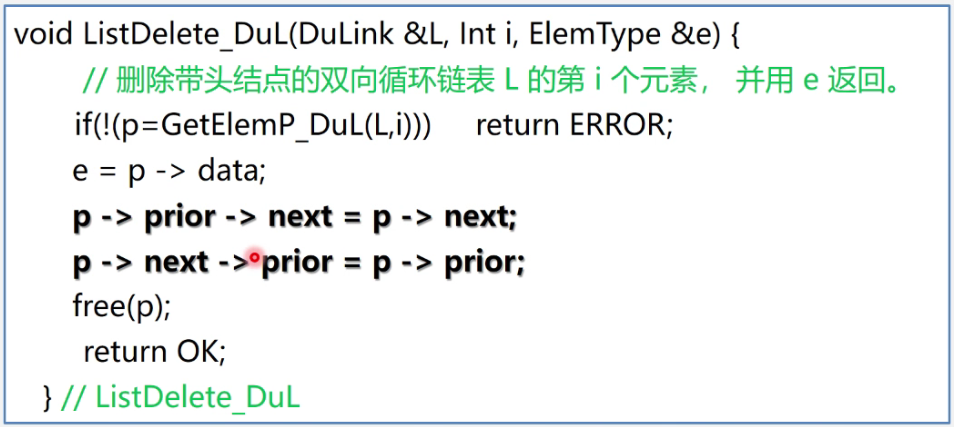 void ListDelete_DuL(DuLink &L, Int i, ElemType &e) {
// 删除带头结点的双向循环链表 L 的第 i 个元素， 并用 e 返回。
if(!(p=GetElemP_DuL(L,i))) return ERROR;
e = p -> data;
p -> prior -> next = p -> next;
p -> next -> prior = p -> prior;
free(p);
return OK;
} // ListDelete_DuL